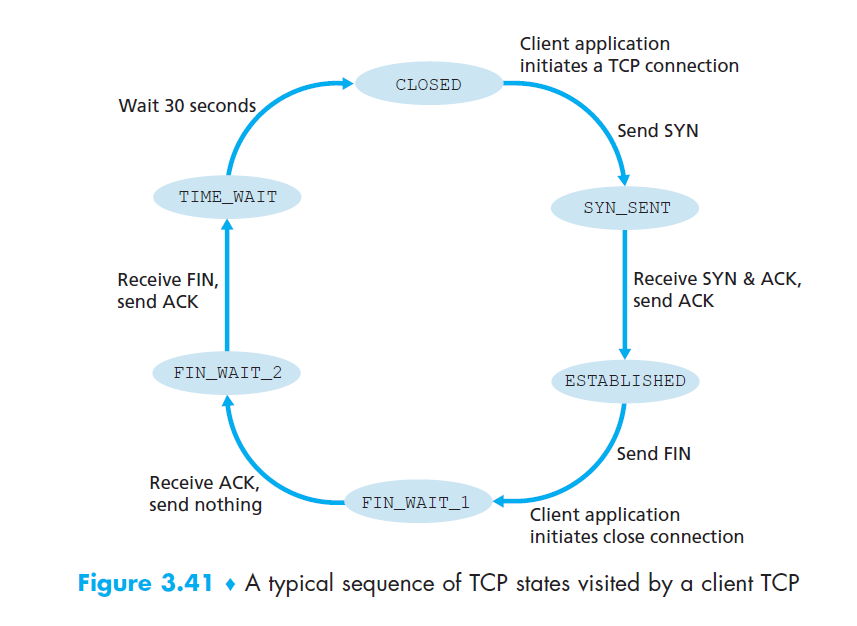 Client application
initiates a TCP connection
CLOSED
Wait 30 seconds
Send SYN
TIME_WAIT
SYN_SENT
Receive FIN,
send ACK
Receive SYN & ACK,
send ACK
FIN_WAIT_2
ESTABLISHED
Send FIN
Receive ACK,
send nothing
FIN_WAIT_1
Client application
initiates close connection
Figure 3.41 ♦ A typical sequence of TCP states visited by a client TCP